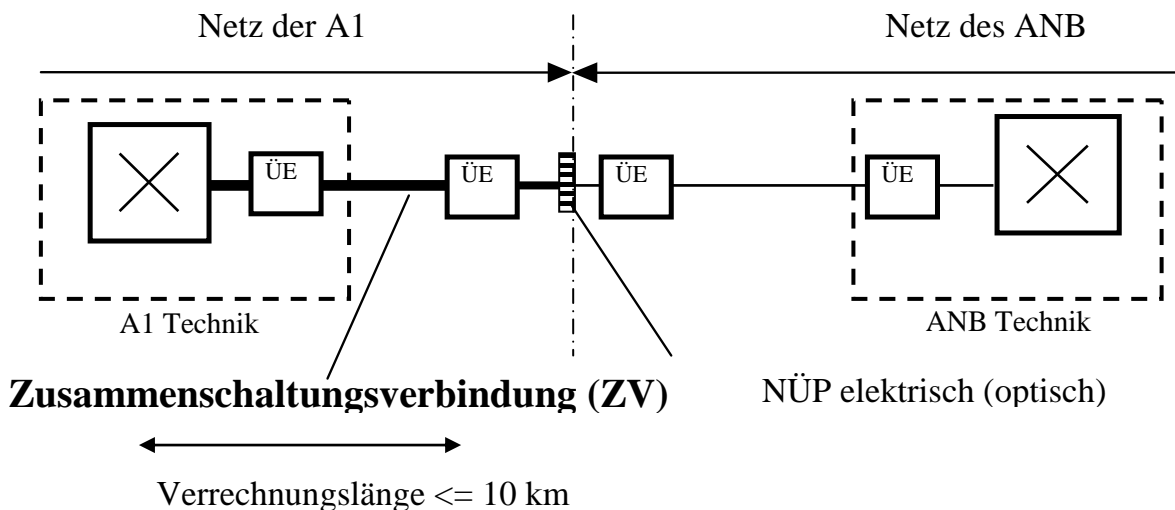 Netz der A1
Netz des ANB
ÜE
ÜE
ÜE
ÜE
A1 Technik
ANB Technik
Zusammenschaltungsverbindung (ZV)
NÜP elektrisch (optisch)
Verrechnungslänge <= 10 km